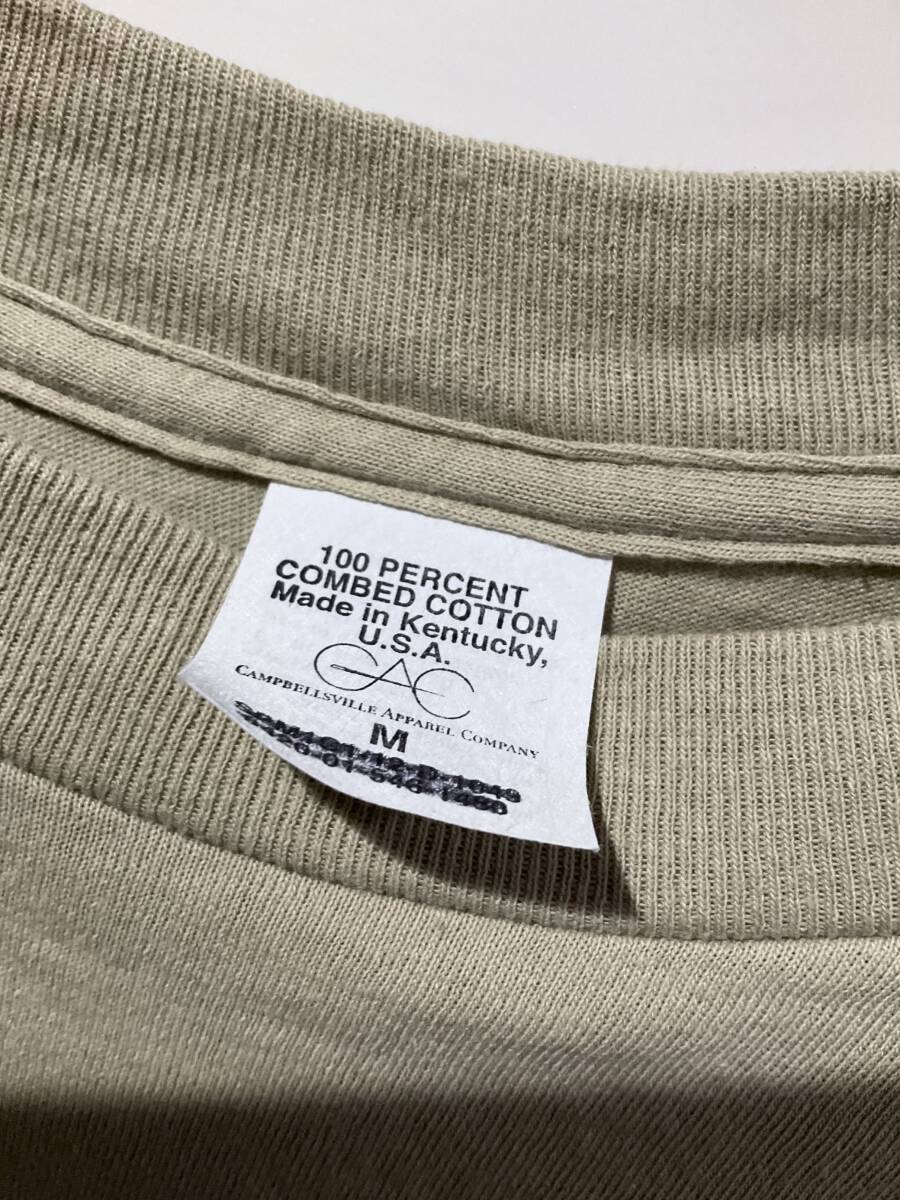 100 PERCENT
COMBED COTTON
Made in Kentucky,
U.S.A.
CAC
CAMPBELLSVILLE APPAREL COMPANY
M